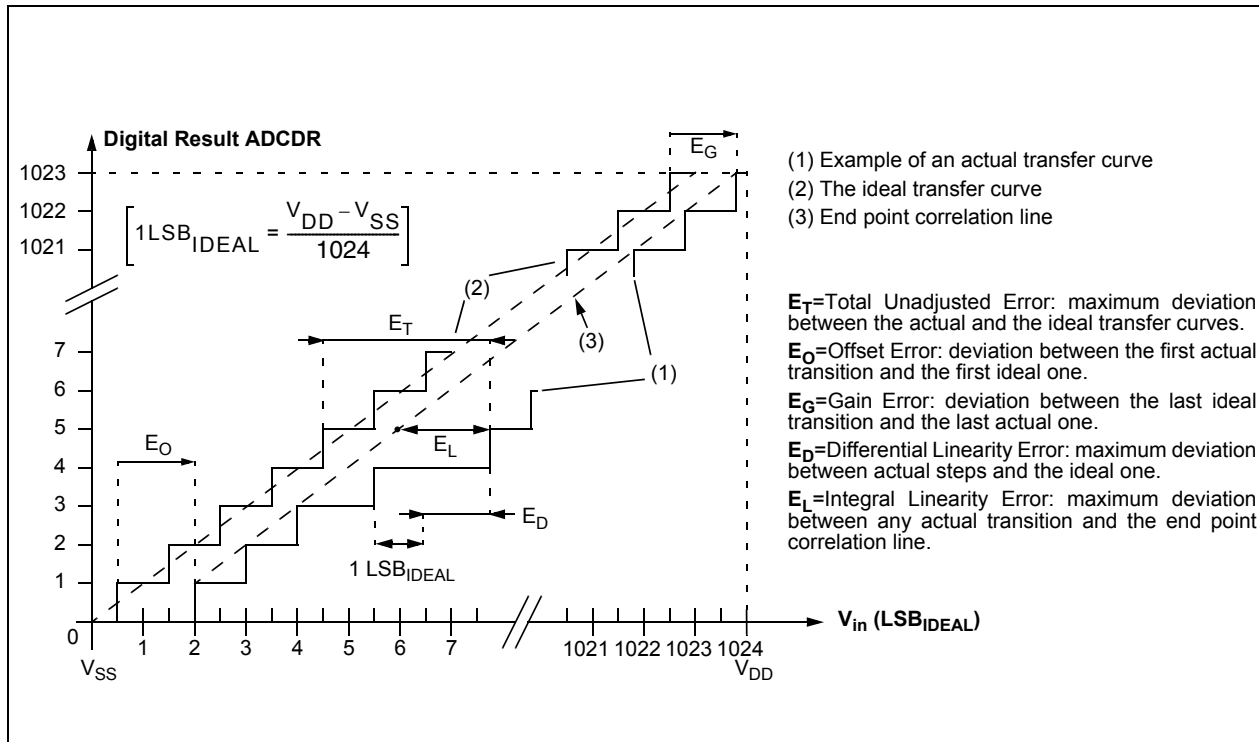 Digital Result ADCDR
1023
1022
1021
1LSB_IDEAL = (V_DD – V_SS) / 1024
E_G
(2)
E_T
(3)
(1)
7
6
5
4
3
2
1
0
E_O
E_L
E_D
1 LSB_IDEAL
1 2 3 4 5 6 7 1021 1022 1023 1024
V_in (LSB_IDEAL)
V_SS
V_DD
(1) Example of an actual transfer curve
(2) The ideal transfer curve
(3) End point correlation line
E_T=Total Unadjusted Error: maximum deviation
between the actual and the ideal transfer curves.
E_O=Offset Error: deviation between the first actual
transition and the first ideal one.
E_G=Gain Error: deviation between the last ideal
transition and the last actual one.
E_D=Differential Linearity Error: maximum deviation
between actual steps and the ideal one.
E_L=Integral Linearity Error: maximum deviation
between any actual transition and the end point
correlation line.